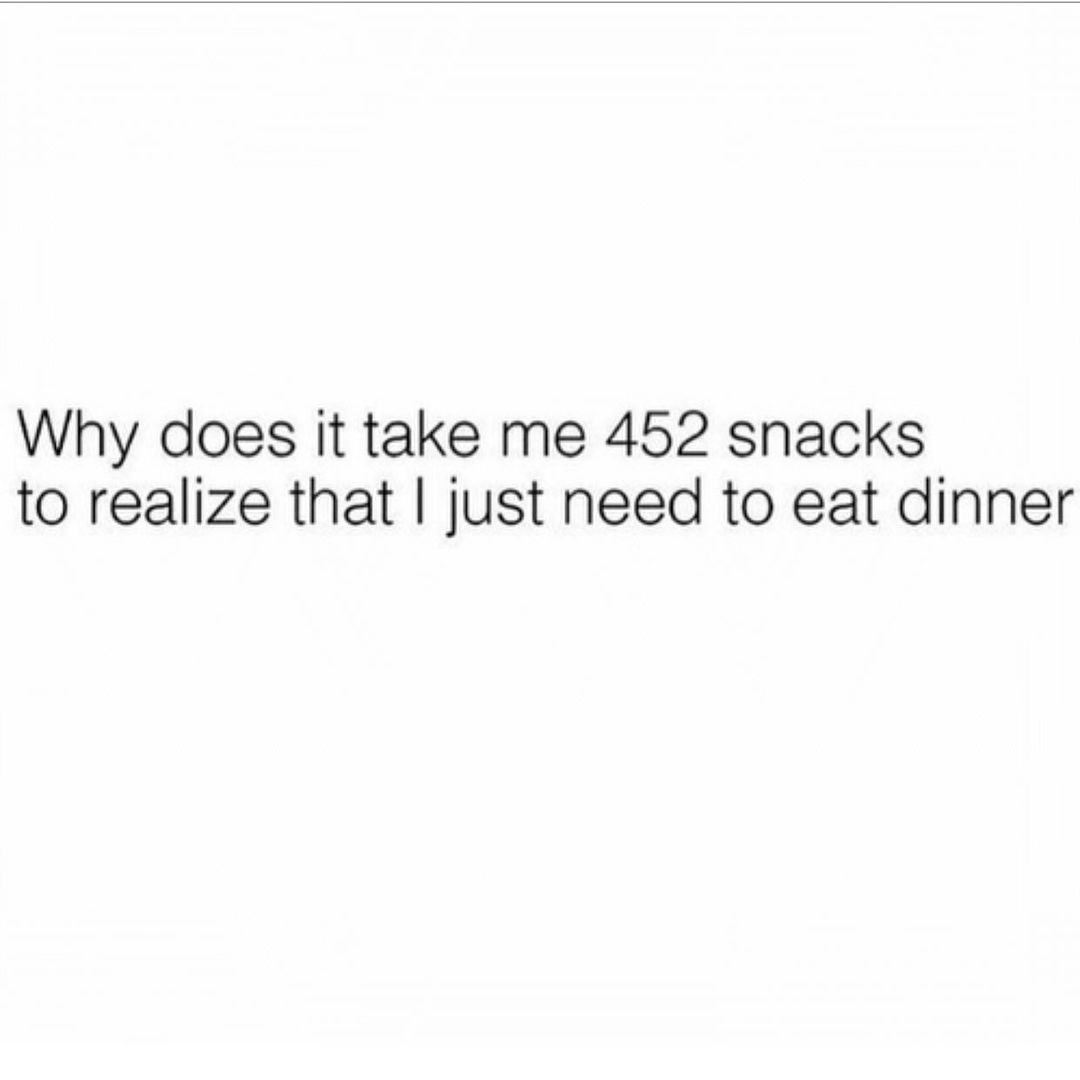 Why does it take me 452 snacks
to realize that I just need to eat dinner